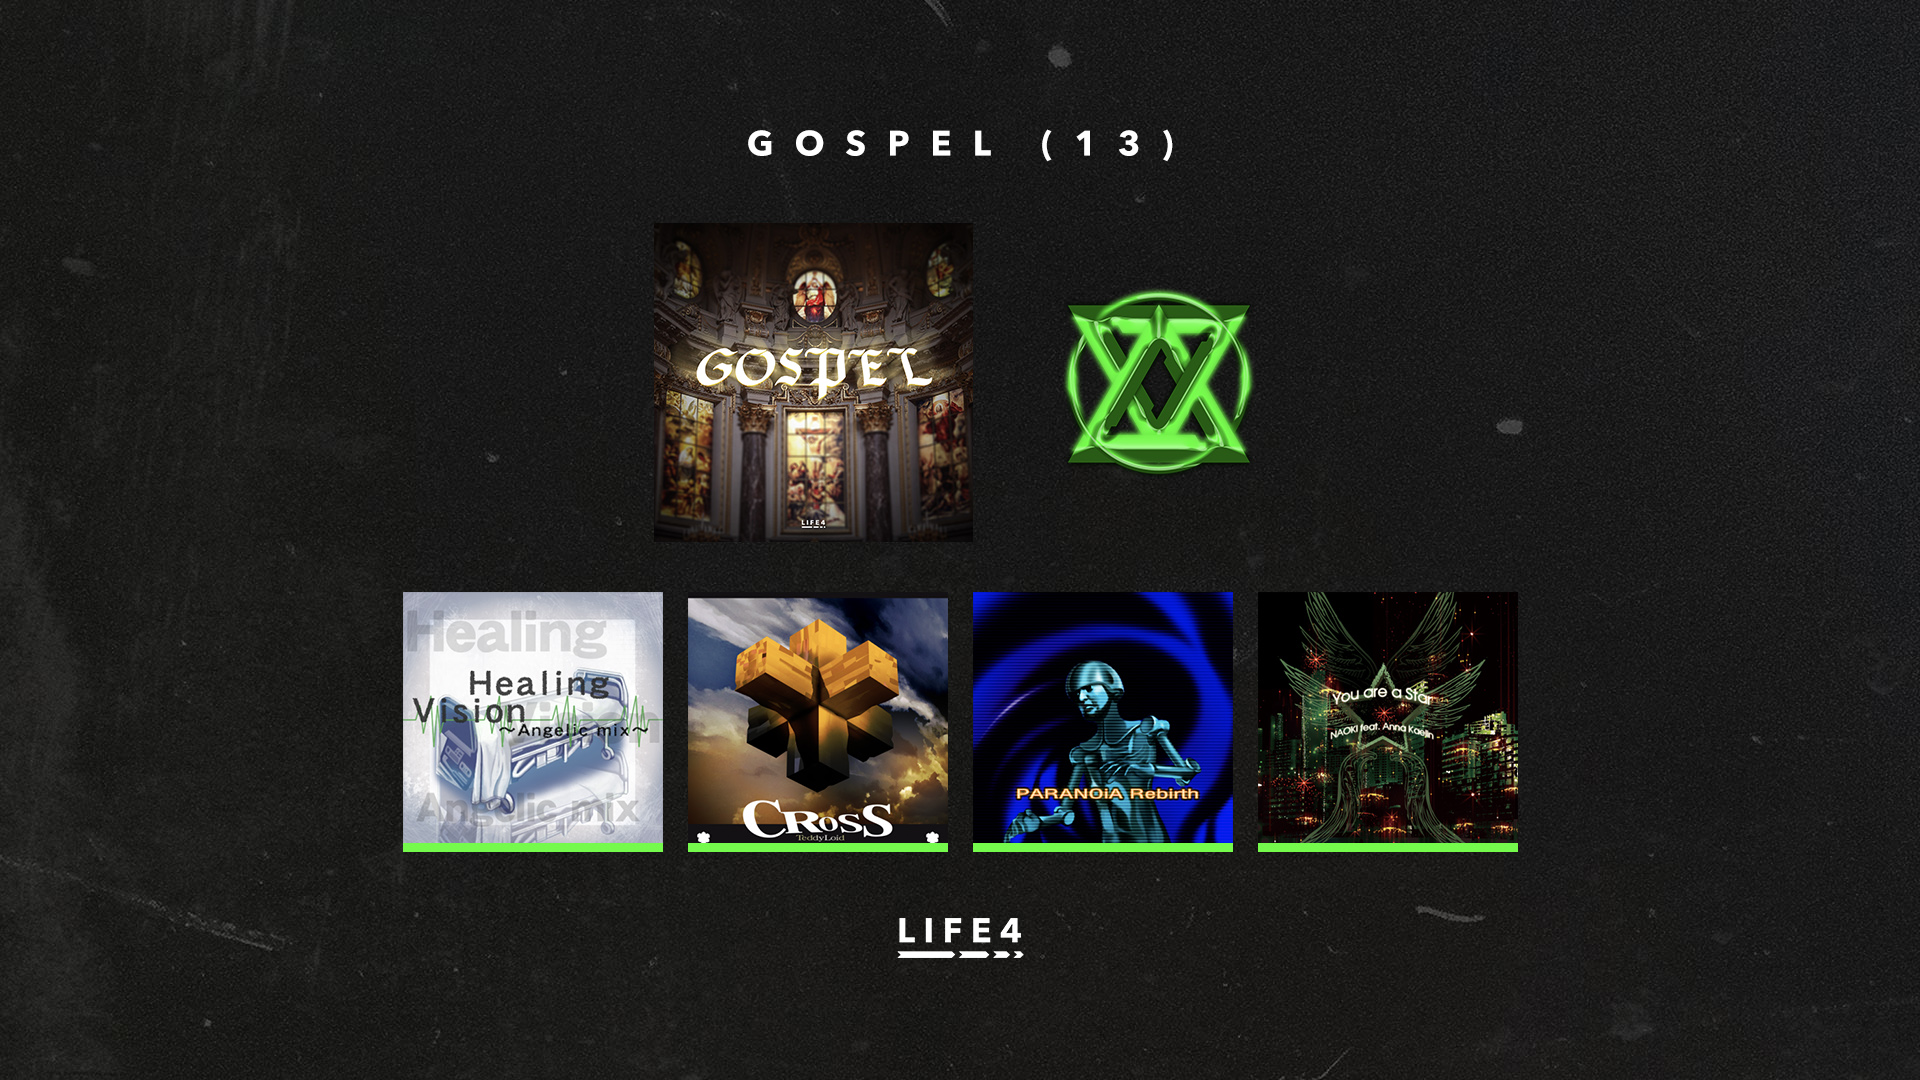 GOSPEL (13)
GOSPEL
LIFE4
Healing
Healing
Vision
～Angelic mix～
Angelic mix
CROSS
TeddyLoid
PARANOiA Rebirth
You are a Star
NAOKI feat. Anna Kaelin
LIFE4